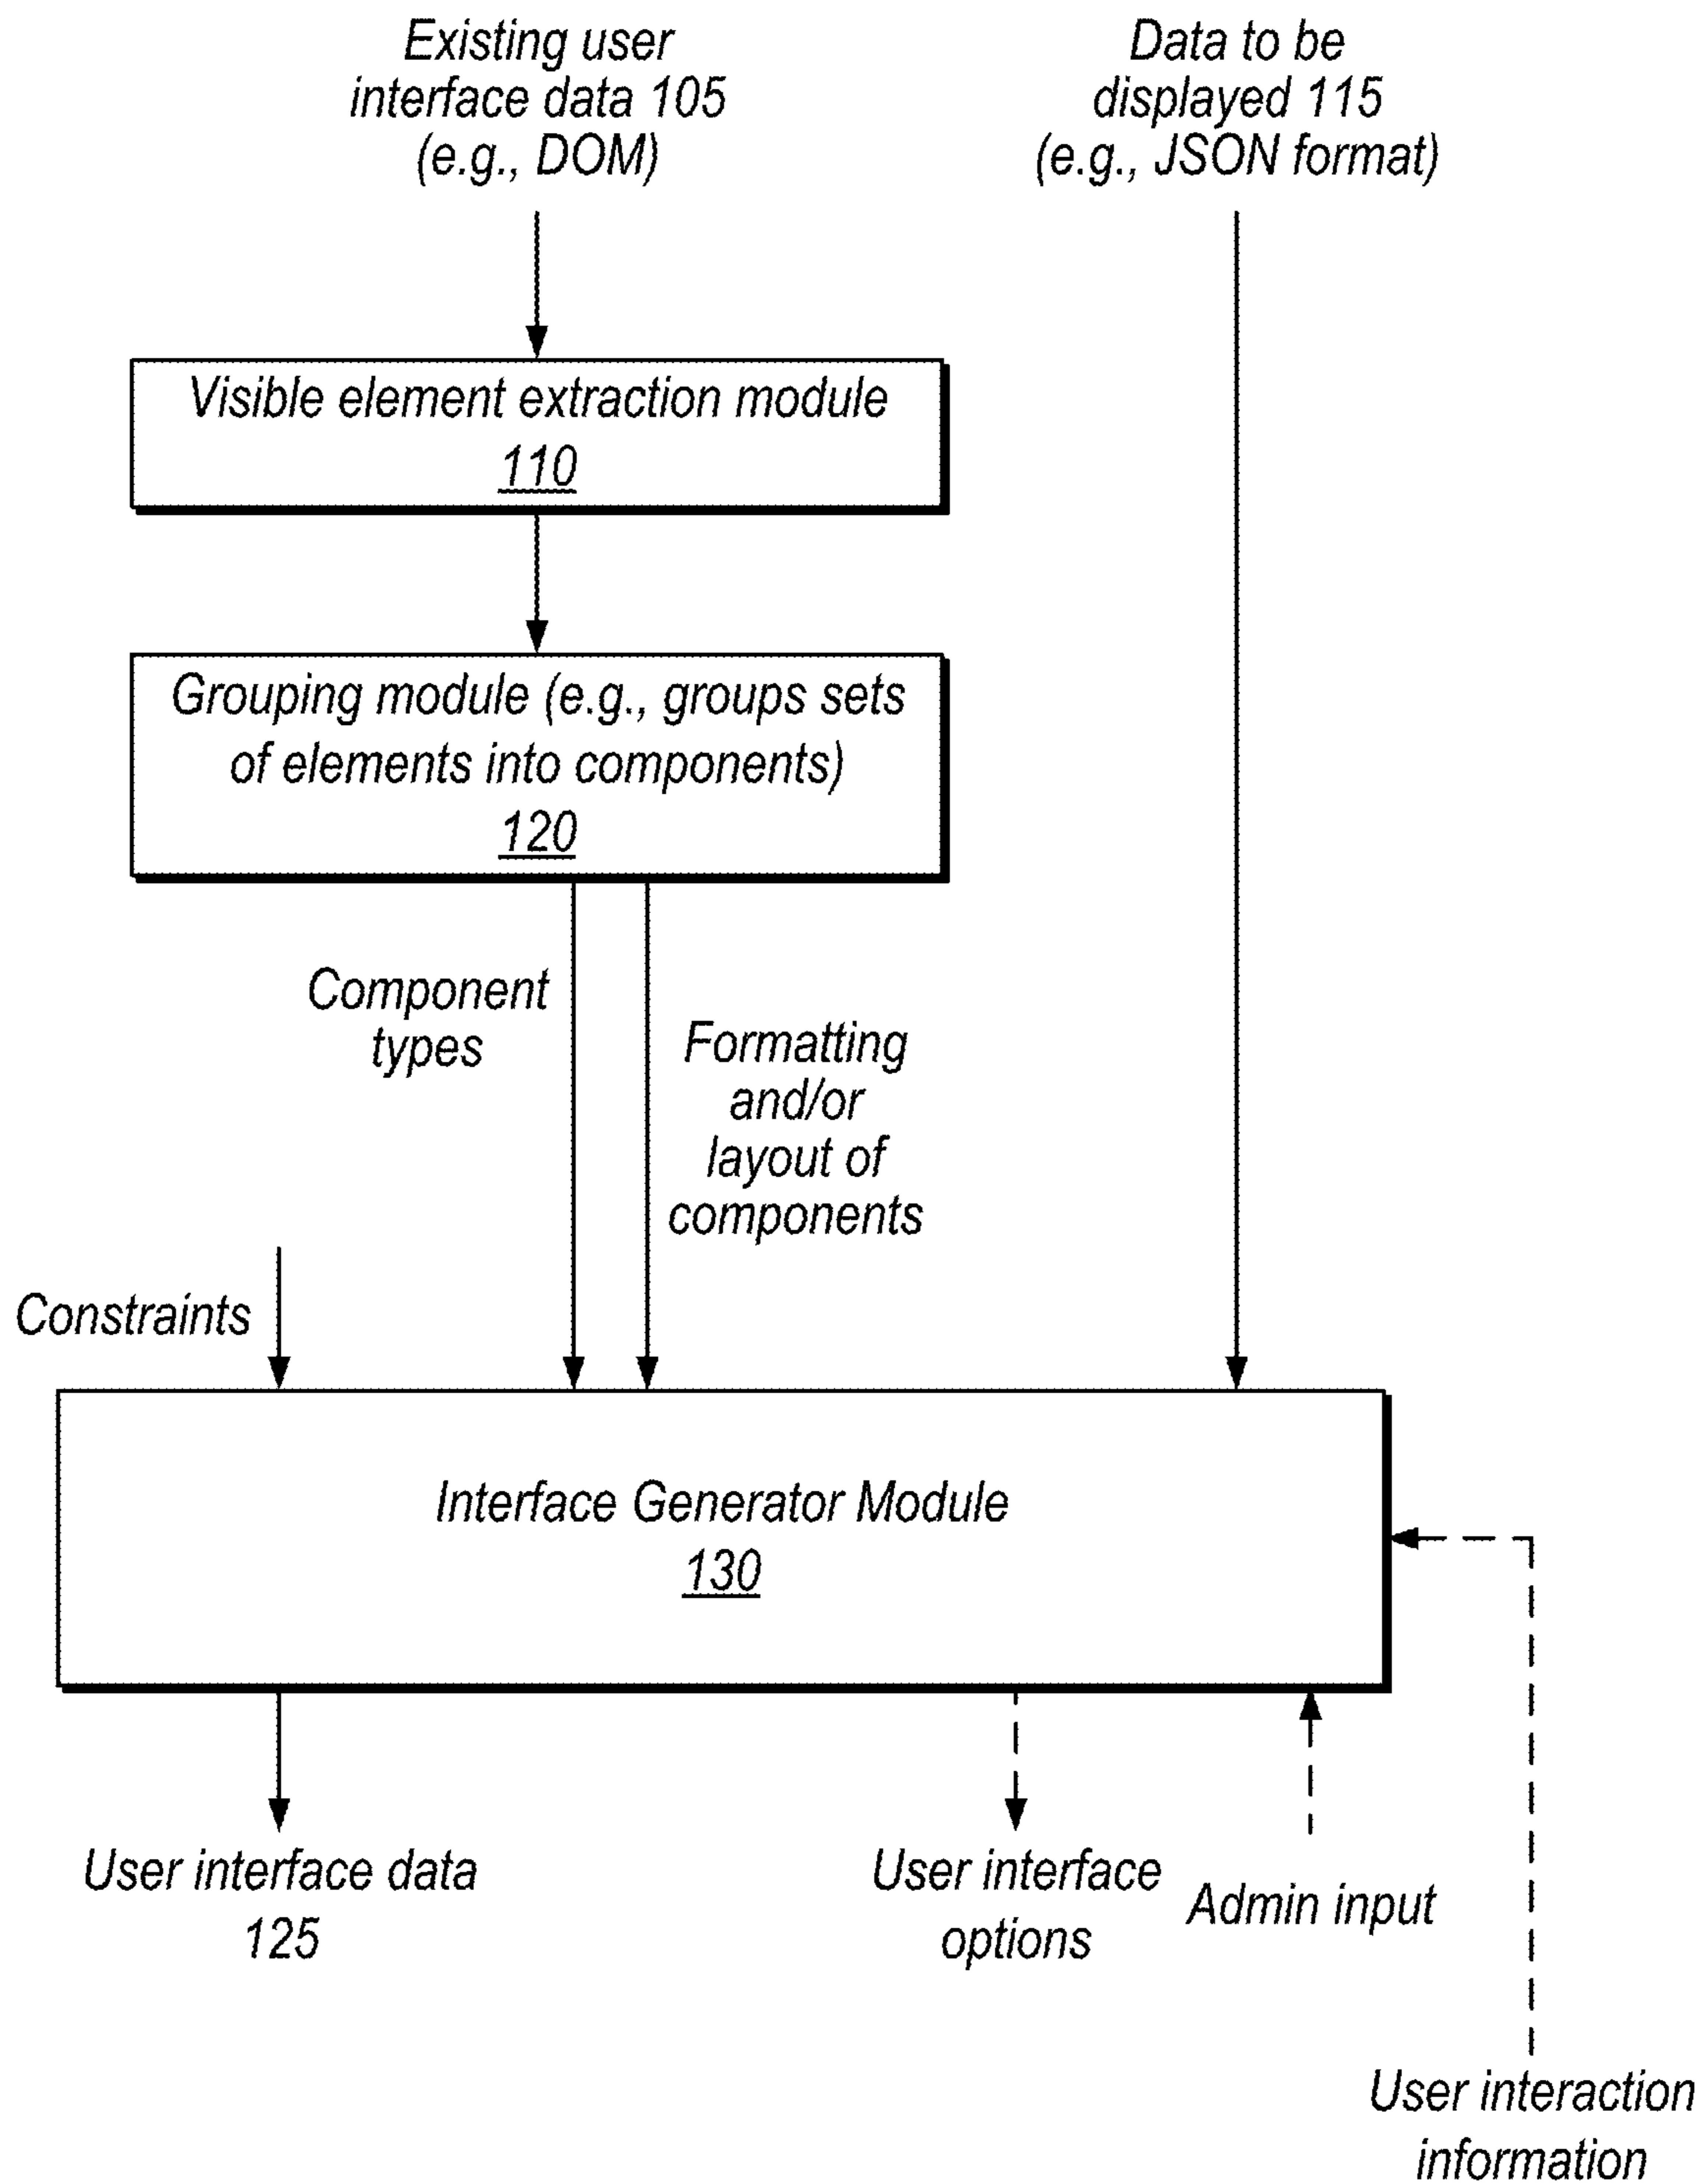 Existing user
interface data 105
(e.g., DOM)
Data to be
displayed 115
(e.g., JSON format)
Visible element extraction module
110
Grouping module (e.g., groups sets
of elements into components)
120
Component
types
Formatting
and/or
layout of
components
Constraints
Interface Generator Module
130
User interface data
125
User interface
options
Admin input
User interaction
information